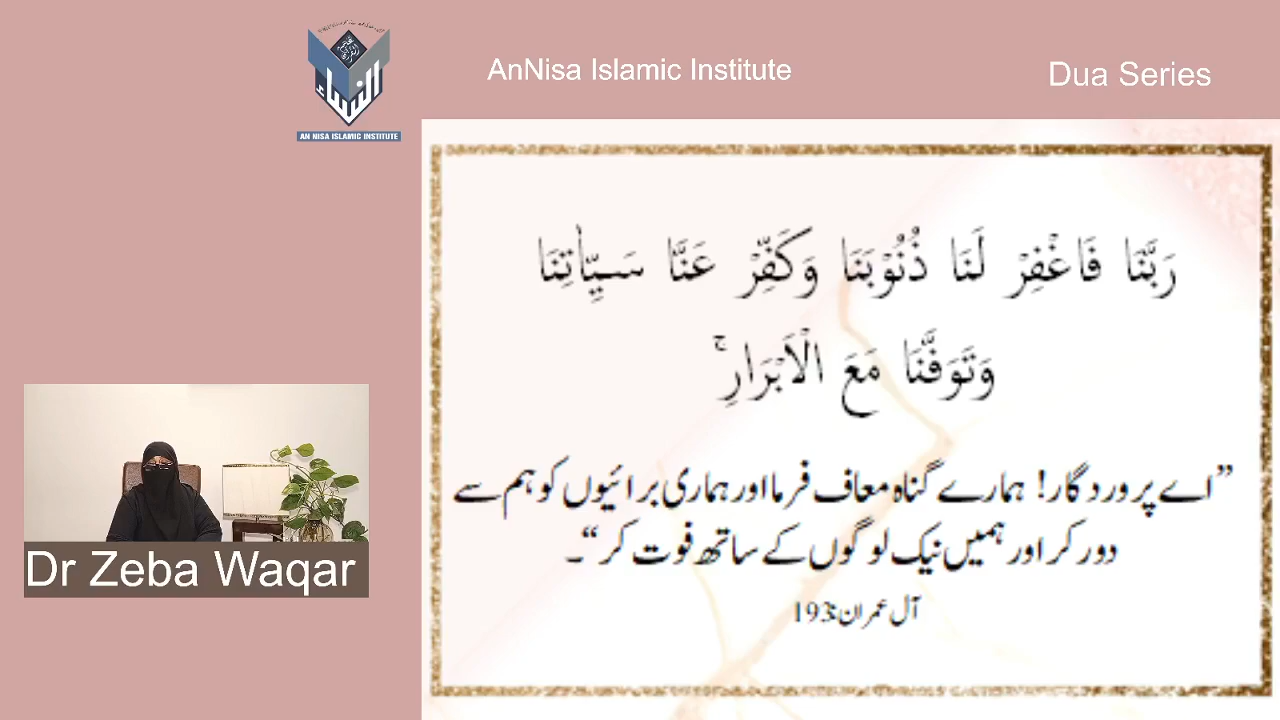 AnNisa Islamic Institute
Dua Series
النساء
AN NISA ISLAMIC INSTITUTE
رَبَّنَا فَاغْفِرْ لَنَا ذُنُوْبَنَا وَكَفِّرْ عَنَّا سَيِّاٰتِنَا
وَتَوَفَّنَا مَعَ الْاَبْرَارِۚ
”اے پروردگار! ہمارے گناہ معاف فرما اور ہماری برائیوں کو ہم سے
دور کر اور ہمیں نیک لوگوں کے ساتھ فوت کر“۔
آل عمران:193
Dr Zeba Waqar